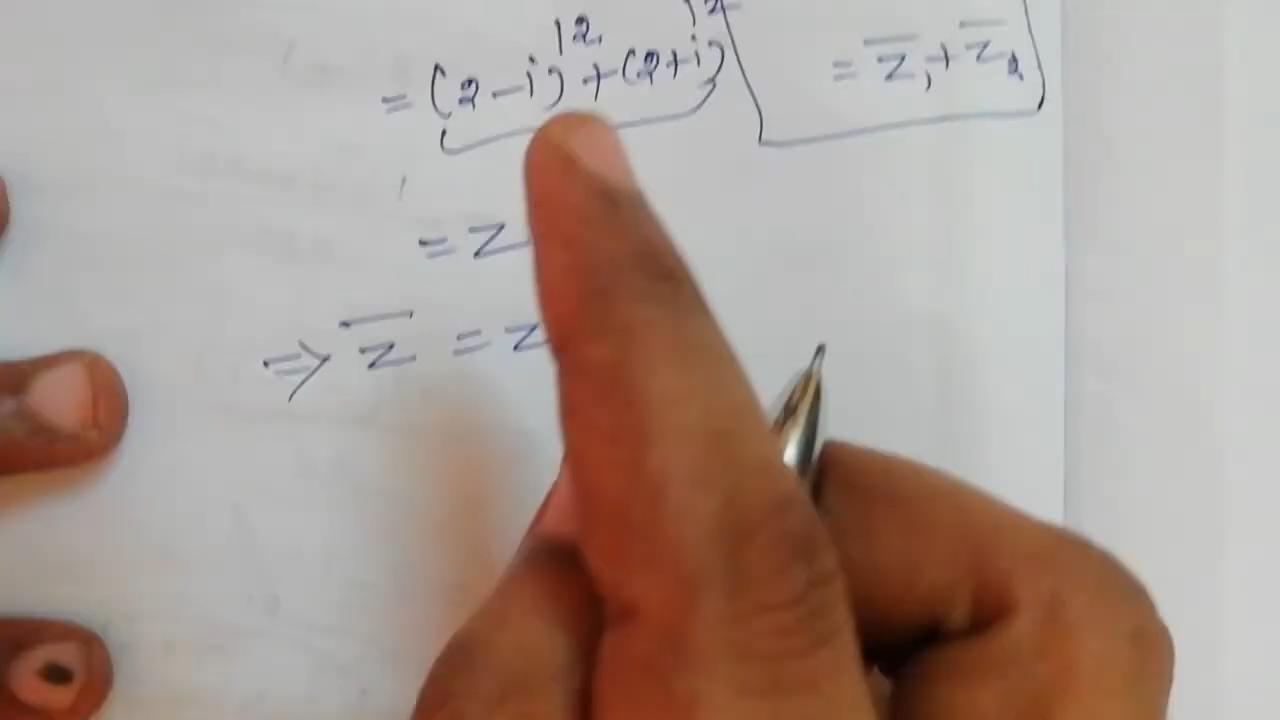 = (2-i)¹² + (2+i)¹²
= z̅₁ + z̅₂
= z
⇒ z̅ = z